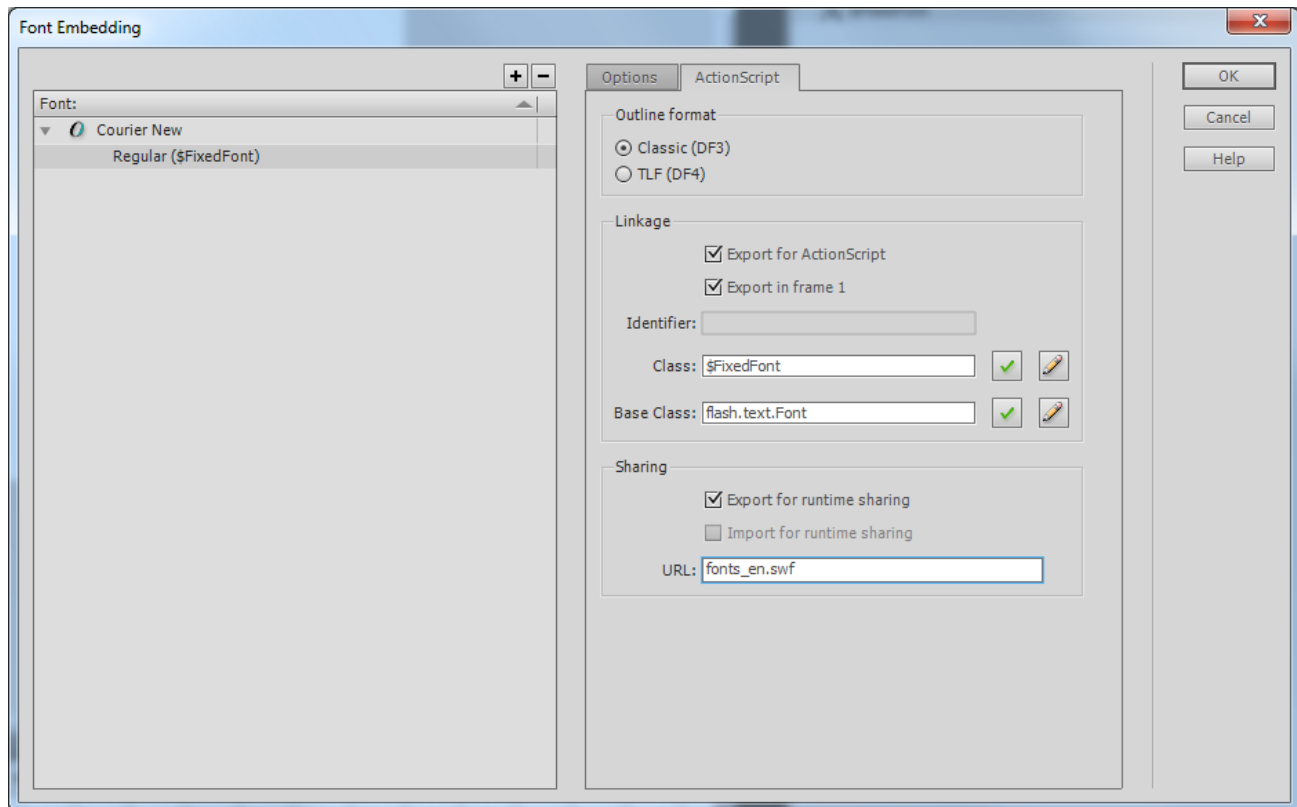 Font Embedding
Font:
Courier New
Regular ($FixedFont)
Options
ActionScript
Outline format
Classic (DF3)
TLF (DF4)
Linkage
Export for ActionScript
Export in frame 1
Identifier:
Class: $FixedFont
Base Class: flash.text.Font
Sharing
Export for runtime sharing
Import for runtime sharing
URL: fonts_en.swf
OK
Cancel
Help